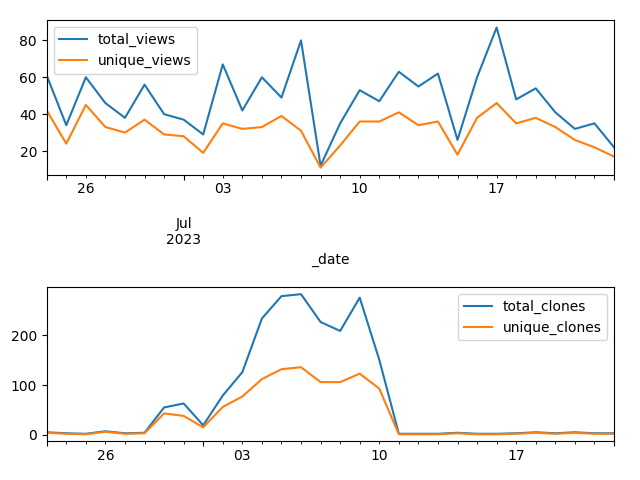 total_views
unique_views
80
60
40
20
26
03
10
17
Jul
2023
_date
total_clones
unique_clones
200
100
0
26
03
10
17